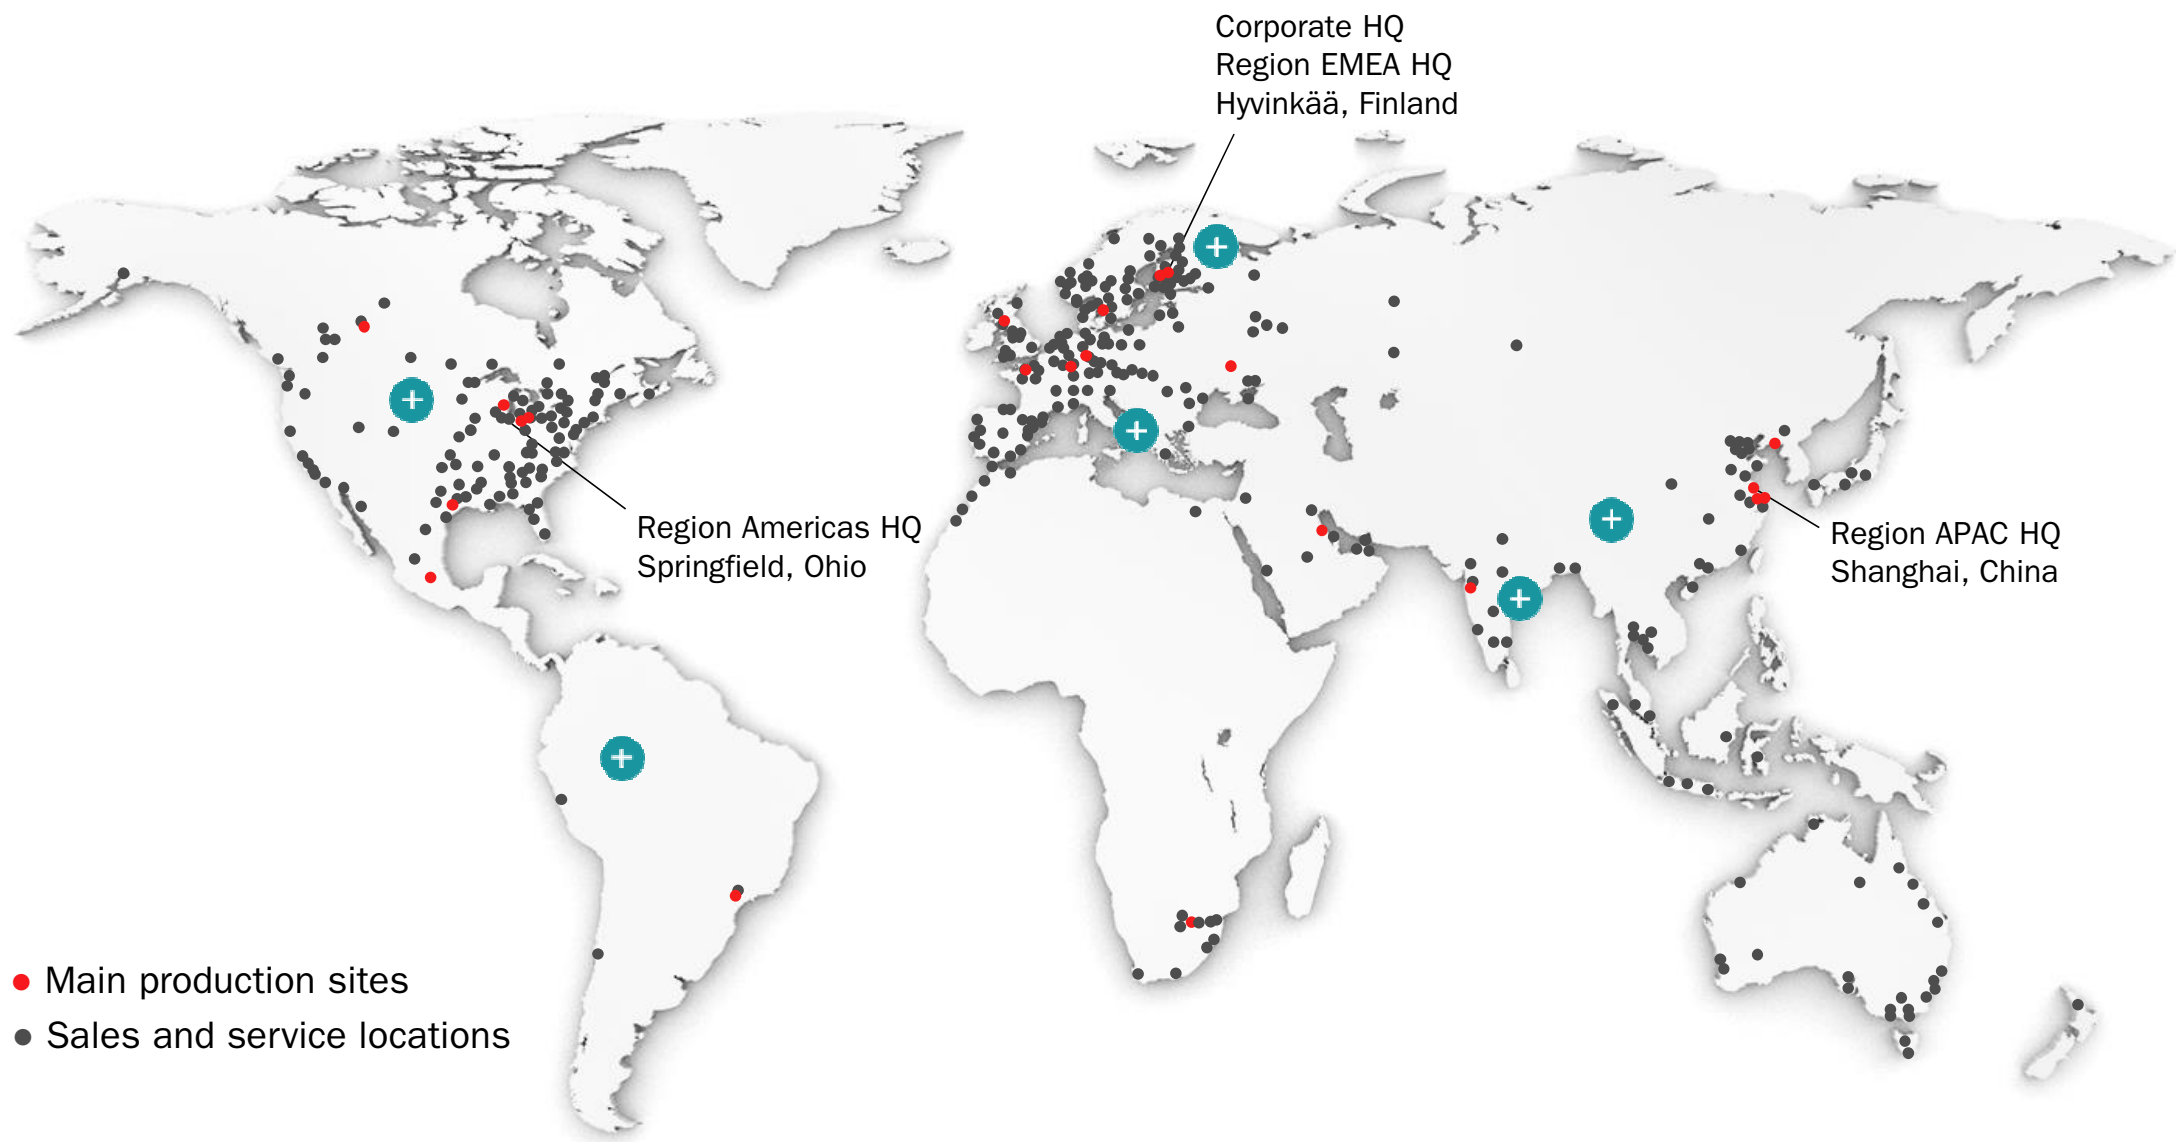 Corporate HQ
Region EMEA HQ
Hyvinkää, Finland
Region Americas HQ
Springfield, Ohio
Region APAC HQ
Shanghai, China
Main production sites
Sales and service locations